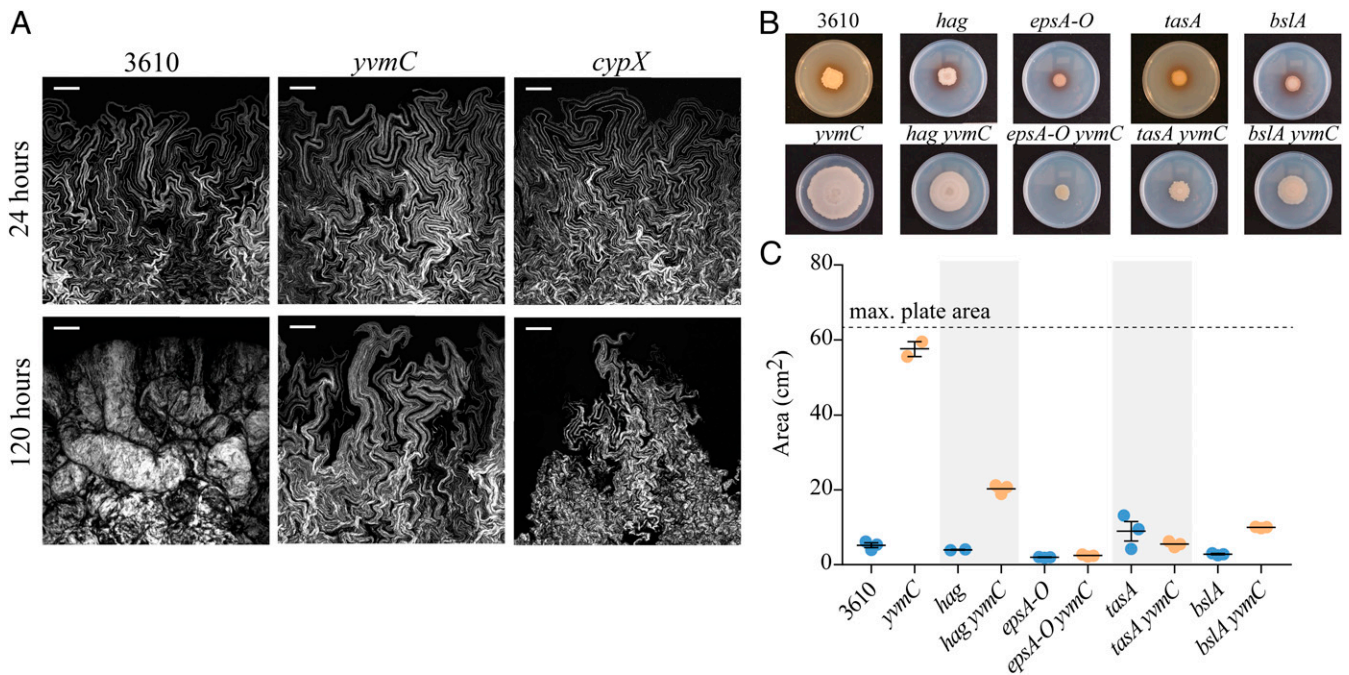 A
3610 yvmC cypX
24 hours
120 hours
B
3610 hag epsA-O tasA bslA
yvmC hag yvmC epsA-O yvmC tasA yvmC bslA yvmC
C
80
max. plate area
60
40
20
0
Area (cm2)
3610 yvmC hag hag yvmC epsA-O epsA-O yvmC tasA tasA yvmC bslA bslA yvmC